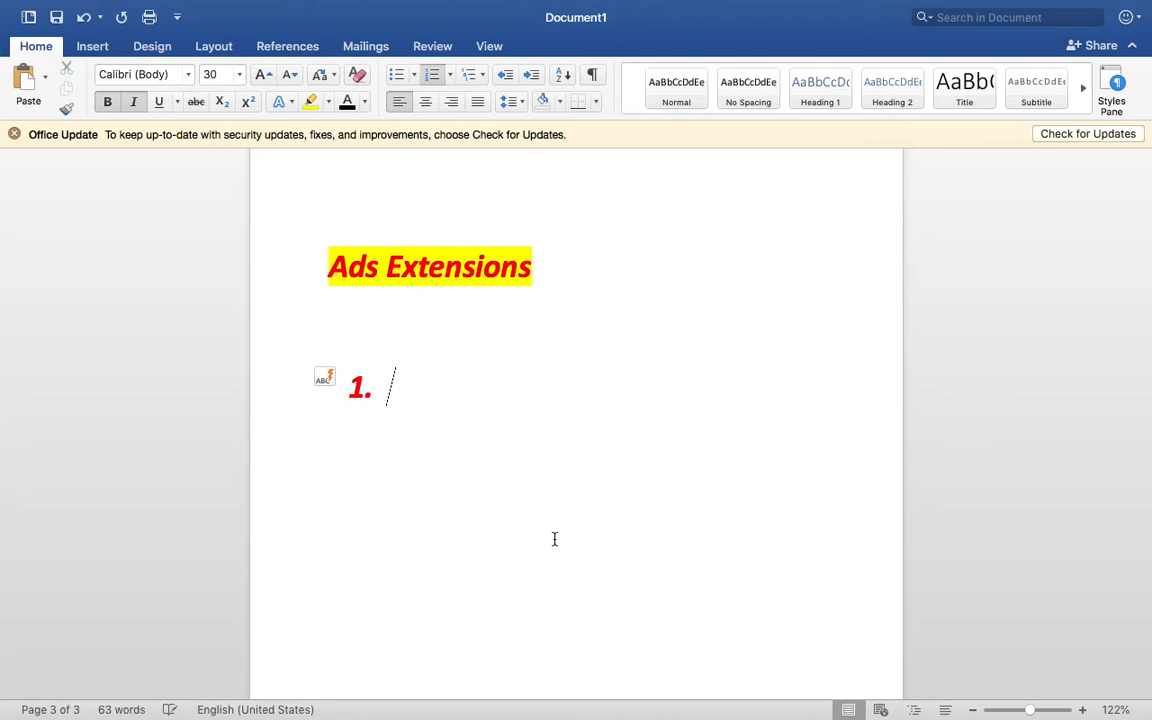 Document1
Search in Document
Home Insert Design Layout References Mailings Review View
Share
Calibri (Body) 30
Paste
AaBbCcDdEe AaBbCcDdEe AaBbCcDc AaBbCcDdEe AaBb( AaBbCcDdEe
Normal No Spacing Heading 1 Heading 2 Title Subtitle
Styles Pane
Office Update To keep up-to-date with security updates, fixes, and improvements, choose Check for Updates.
Check for Updates
Ads Extensions
ABC
1.
Page 3 of 3 63 words English (United States) 122%